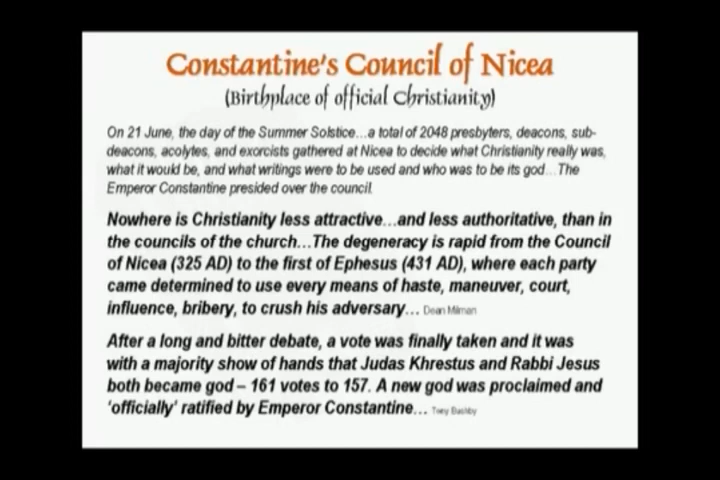 Constantine's Council of Nicea
(Birthplace of official Christianity)
On 21 June, the day of the Summer Solstice...a total of 2048 presbyters, deacons, sub-
deacons, acolytes, and exorcists gathered at Nicea to decide what Christianity really was,
what it would be, and what writings were to be used and who was to be its god...The
Emperor Constantine presided over the council.
Nowhere is Christianity less attractive...and less authoritative, than in
the councils of the church...The degeneracy is rapid from the Council
of Nicea (325 AD) to the first of Ephesus (431 AD), where each party
came determined to use every means of haste, maneuver, court,
influence, bribery, to crush his adversary... Dean Milman
After a long and bitter debate, a vote was finally taken and it was
with a majority show of hands that Judas Khrestus and Rabbi Jesus
both became god – 161 votes to 157. A new god was proclaimed and
'officially' ratified by Emperor Constantine... Tony Bushby